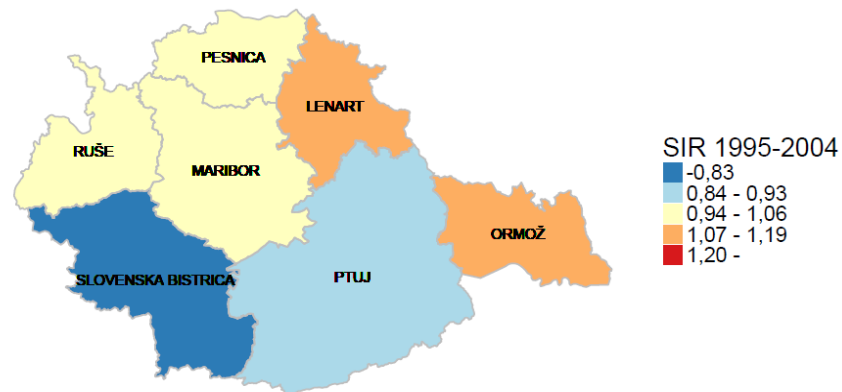 PESNICA
LENART
RUŠE
MARIBOR
ORMOŽ
SLOVENSKA BISTRICA
PTUJ
SIR 1995-2004
-0,83
0,84 - 0,93
0,94 - 1,06
1,07 - 1,19
1,20 -